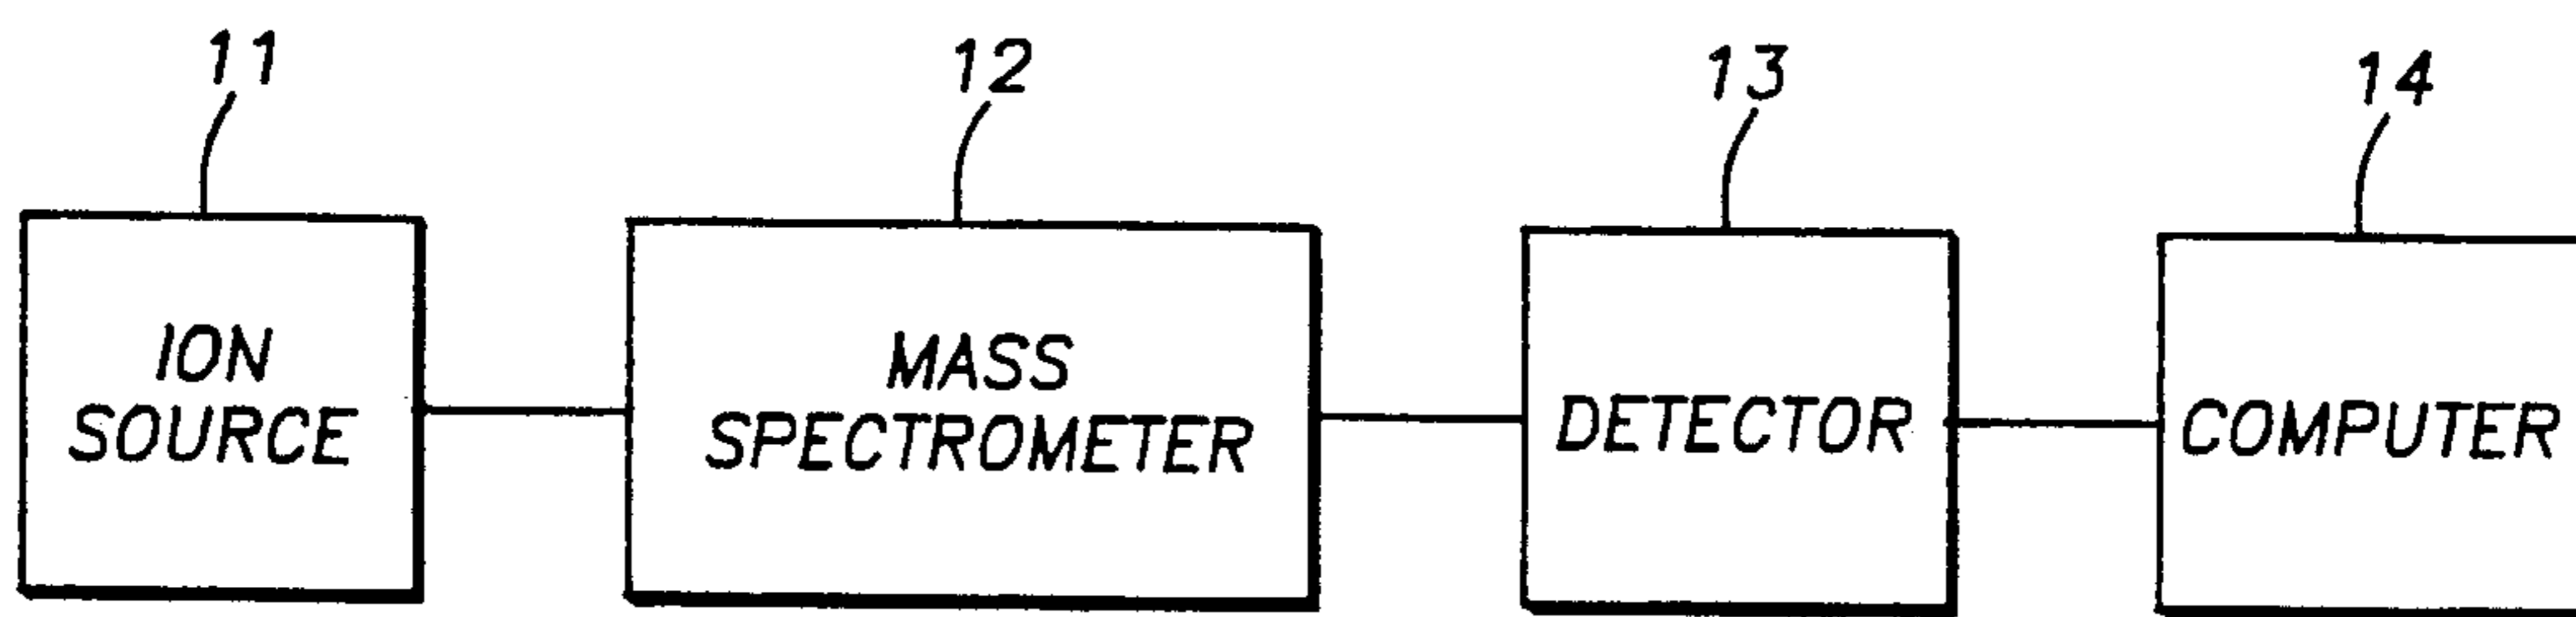 11
12
13
14
ION
SOURCE
MASS
SPECTROMETER
DETECTOR
COMPUTER